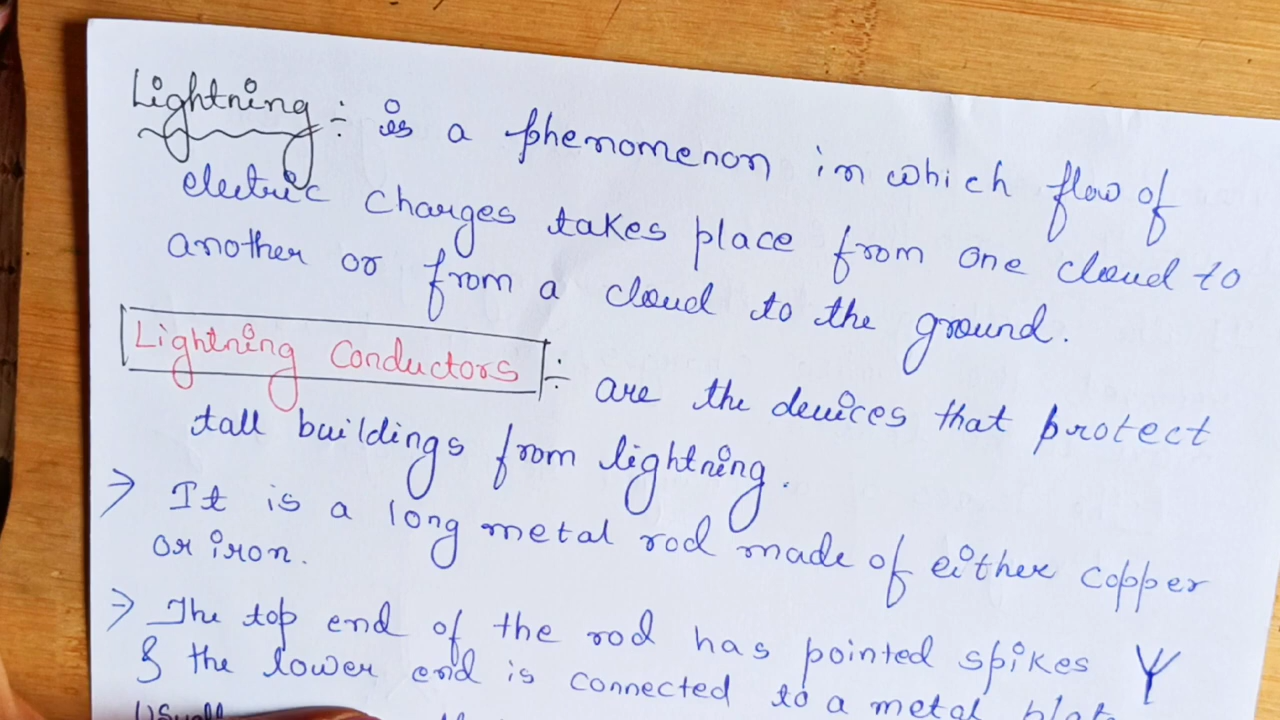 Lightning ÷ is a phenomenon in which flow of
electric charges takes place from one cloud to
another or from a cloud to the ground.
Lightning Conductors ÷ are the devices that protect
tall buildings from lightning.
⇒ It is a long metal rod made of either copper
or iron.
⇒ The top end of the rod has pointed spikes
& the lower end is connected to a metal